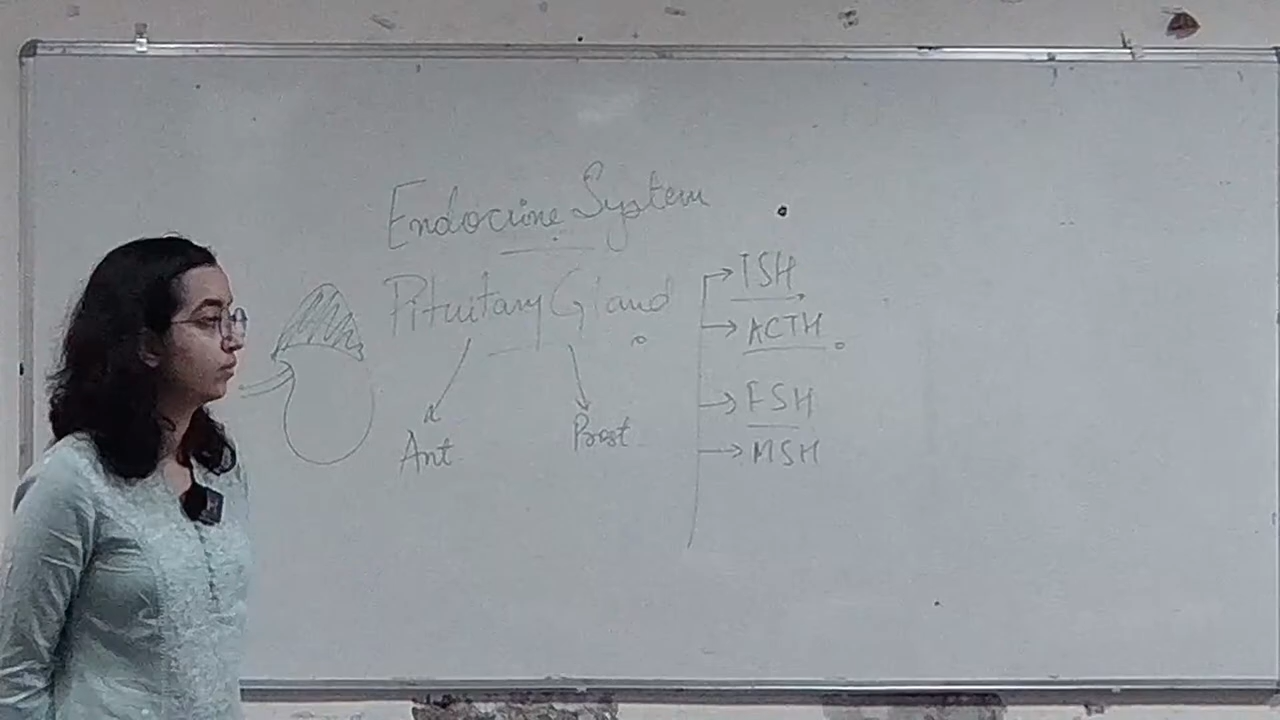 Endocrine System
Pituitary Gland
Ant
Post
TSH
ACTH
FSH
MSH